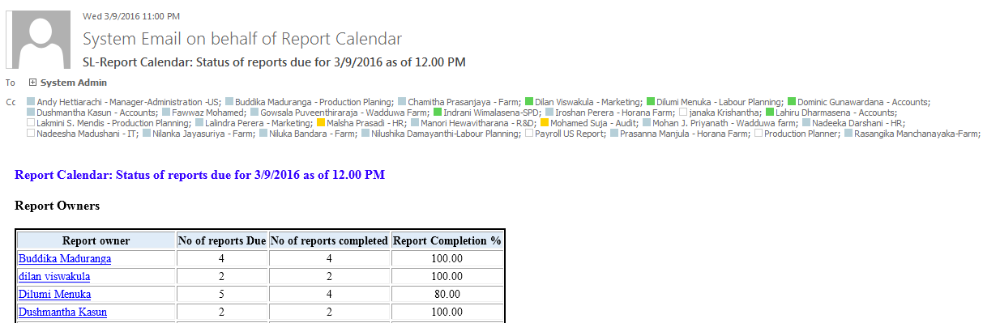 Wed 3/9/2016 11:00 PM
System Email on behalf of Report Calendar
SL-Report Calendar: Status of reports due for 3/9/2016 as of 12.00 PM
To System Admin
Cc Andy Hettiarachi - Manager-Administration -US; Buddika Maduranga - Production Planing; Chamitha Prasanjaya - Farm; Dilan Viswakula - Marketing; Dilumi Menuka - Labour Planning; Dominic Gunawardana - Accounts;
Dushmantha Kasun - Accounts; Fawwaz Mohamed; Gowsala Puveenthiraraja - Wadduwa Farm; Indrani Wimalasena-SPD; Iroshan Perera - Horana Farm; janaka Krishantha; Lahiru Dharmasena - Accounts;
Lakmini S. Mendis - Production Planning; Lalindra Perera - Marketing; Malsha Prasadi - HR; Manori Hewavitharana - R&D; Mohamed Suja - Audit; Mohan J. Priyanath - Wadduwa farm; Nadeeka Darshani - HR;
Nadeesha Madushani - IT; Nilanka Jayasuriya - Farm; Niluka Bandara - Farm; Nilushika Damayanthi-Labour Planning; Payroll US Report; Prasanna Manjula - Horana Farm; Production Planner; Rasangika Manchanayaka-Farm;
Report Calendar: Status of reports due for 3/9/2016 as of 12.00 PM
Report Owners
Report owner No of reports Due No of reports completed Report Completion %
Buddika Maduranga 4 4 100.00
dilan viswakula 2 2 100.00
Dilumi Menuka 5 4 80.00
Dushmantha Kasun 2 2 100.00